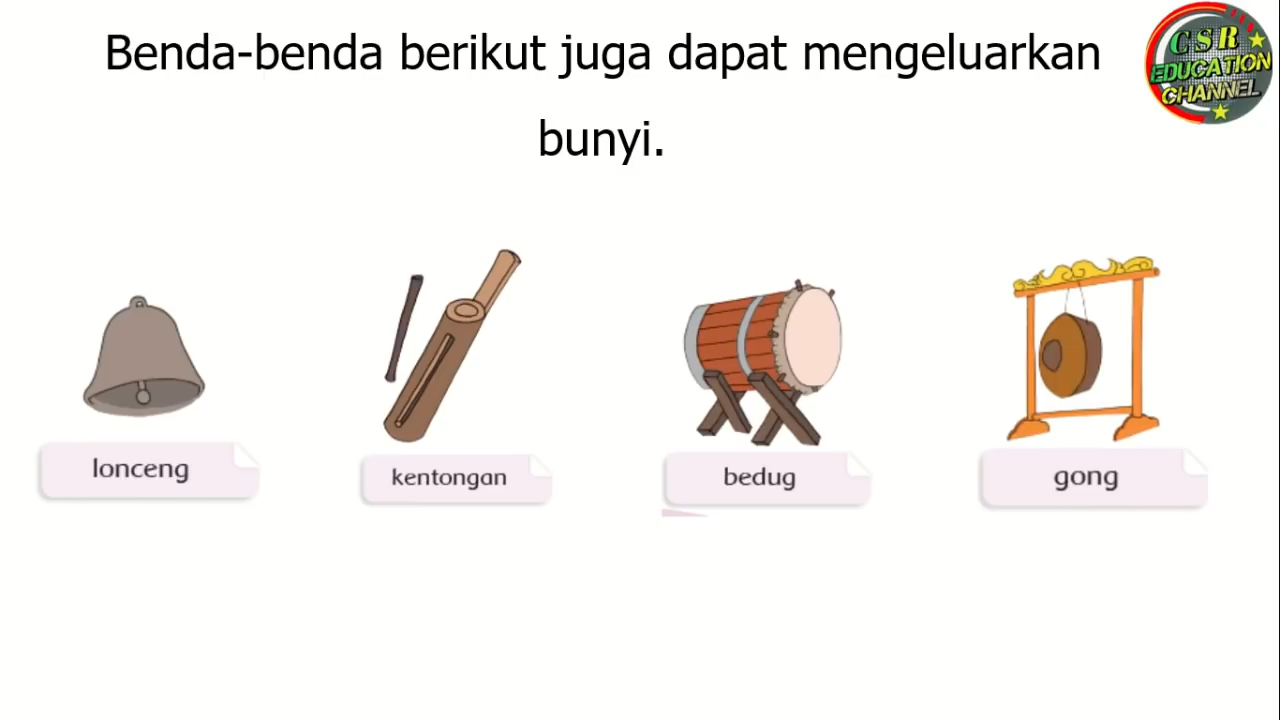 Benda-benda berikut juga dapat mengeluarkan
bunyi.
CSR
EDUCATION
CHANNEL
lonceng
kentongan
bedug
gong